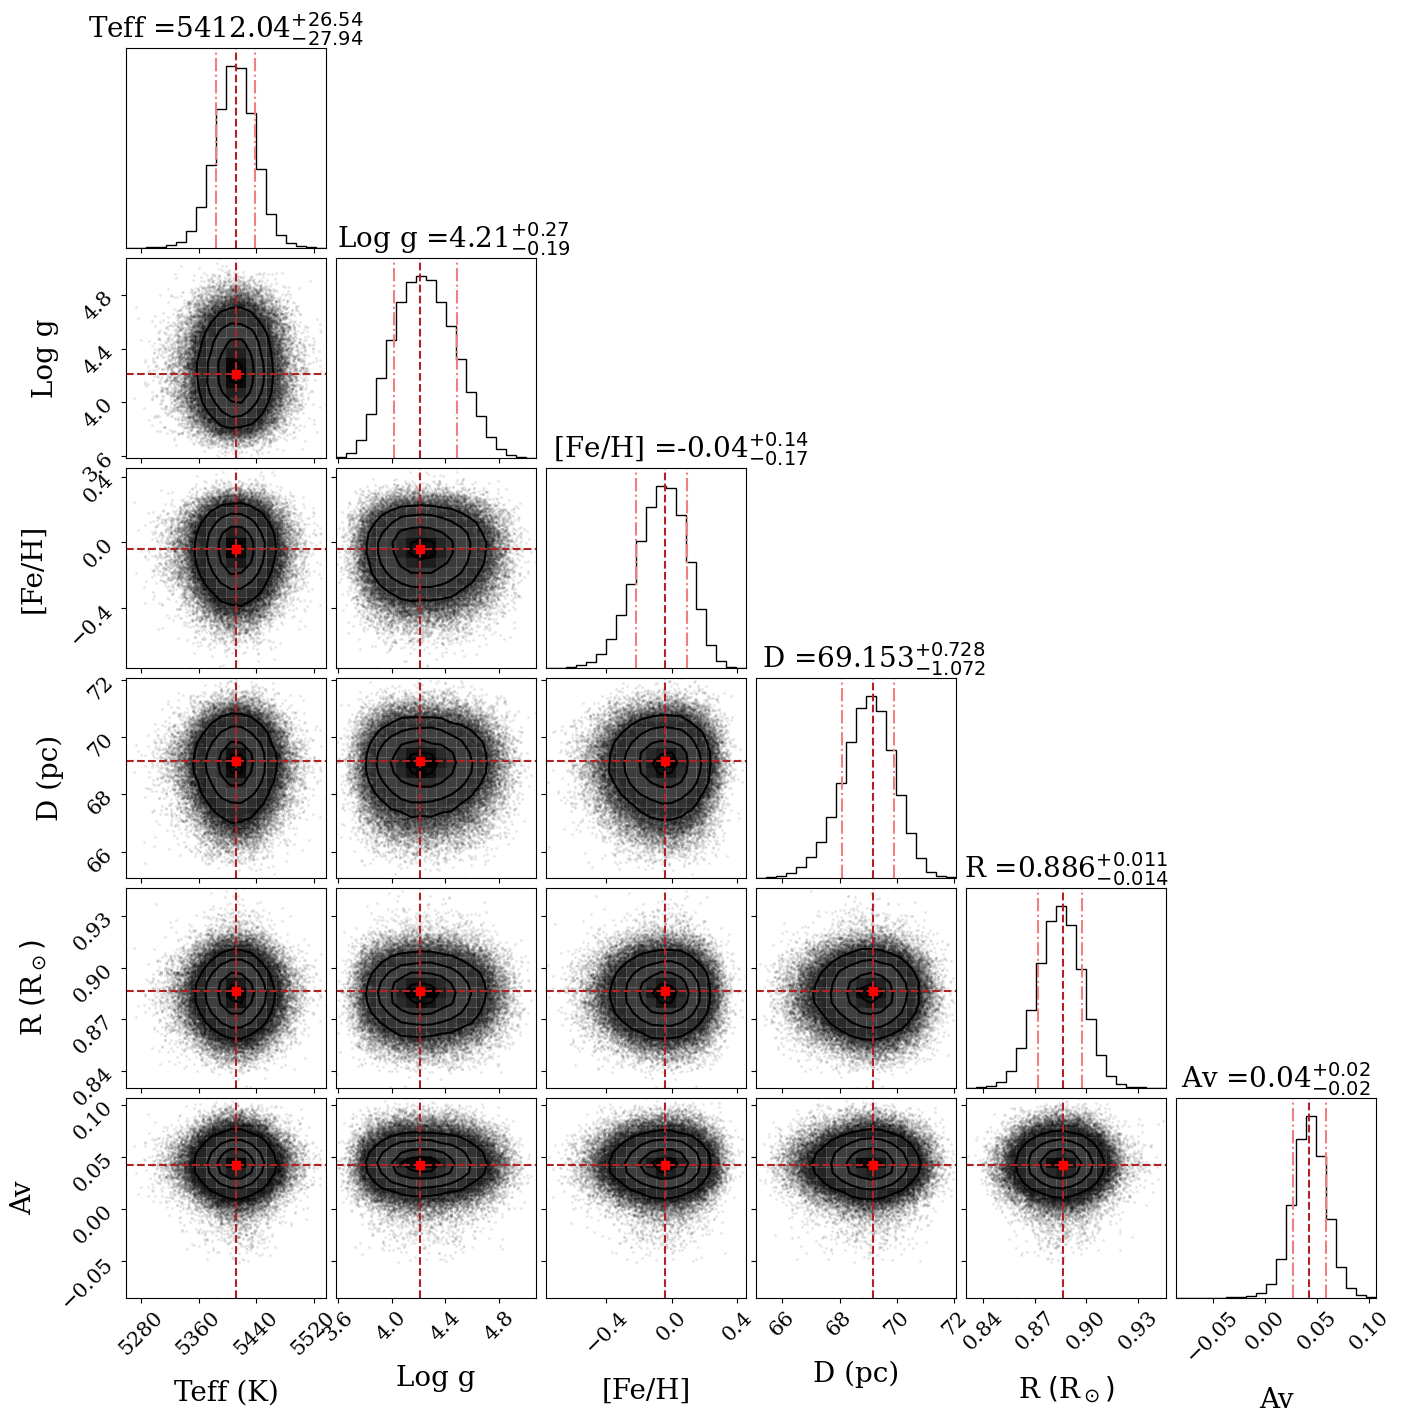 Teff =5412.04+26.54−27.94
Log g =4.21+0.27−0.19
4.8
4.4
4.0
3.6
Log g
[Fe/H] =-0.04+0.14−0.17
0.4
0.0
−0.4
[Fe/H]
D =69.153+0.728−1.072
72
70
68
66
D (pc)
R =0.886+0.011−0.014
0.93
0.90
0.87
0.84
R (R⊙)
Av =0.04+0.02−0.02
0.10
0.05
0.00
−0.05
Av
5280 5360 5440 5520
3.6 4.0 4.4 4.8
−0.4 0.0 0.4
66 68 70 72
0.84 0.87 0.90 0.93
−0.05 0.00 0.05 0.10
Teff (K)
Log g
[Fe/H]
D (pc)
R (R⊙)
Av